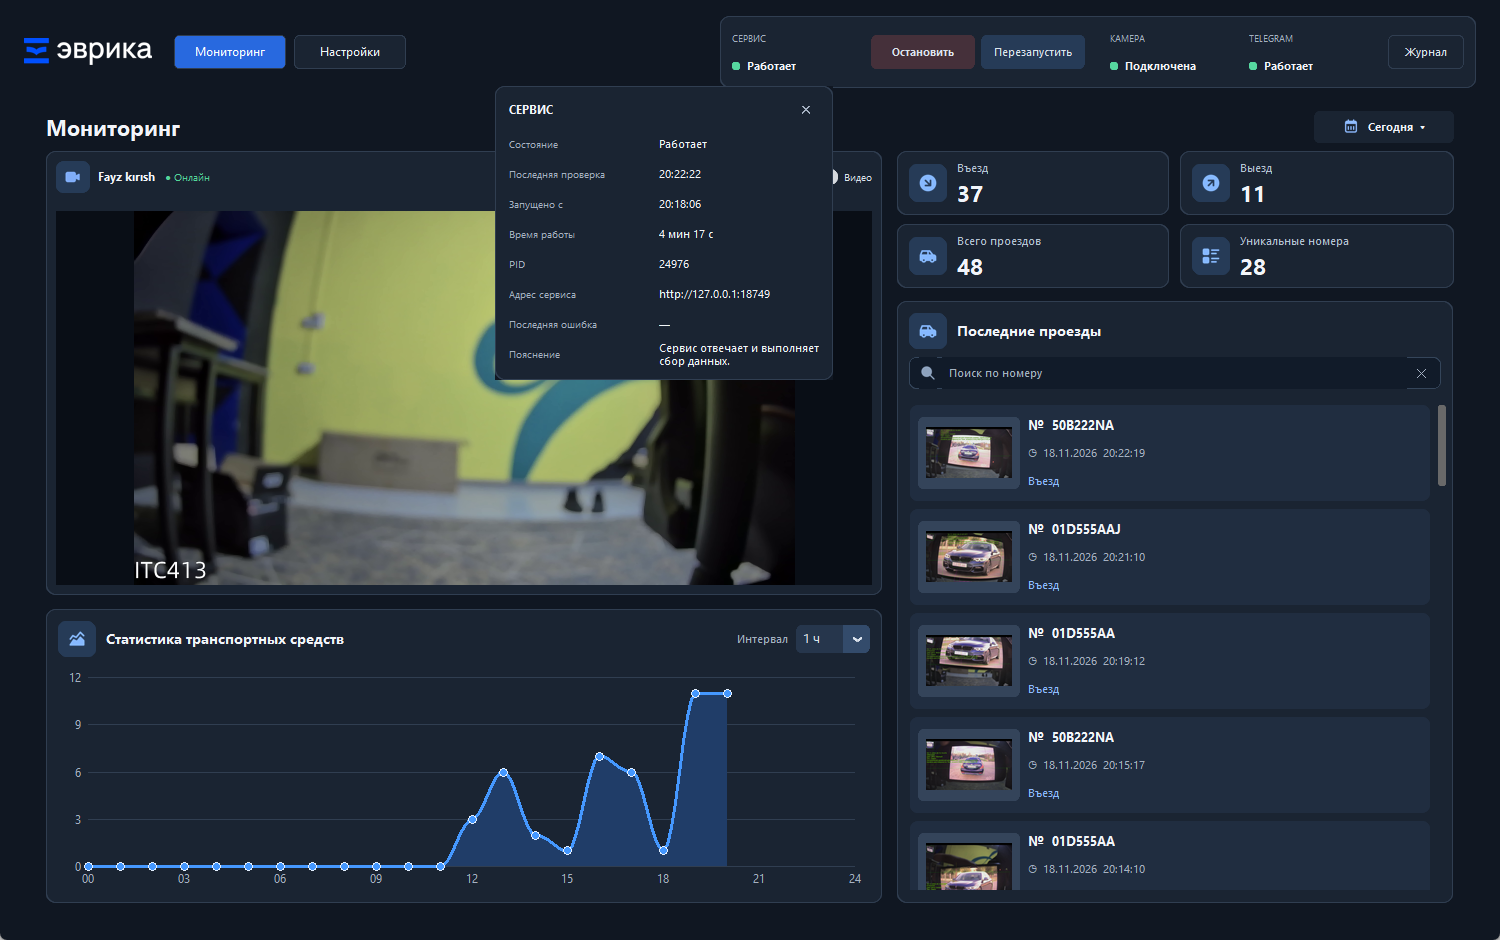 эврика
Мониторинг
Настройки
СЕРВИС
Работает
Остановить
Перезапустить
КАМЕРА
Подключена
TELEGRAM
Работает
Журнал
Мониторинг
Сегодня
Fayz kırısh
Онлайн
Видео
СЕРВИС
Состояние Работает
Последняя проверка 20:22:22
Запущено с 20:18:06
Время работы 4 мин 17 с
PID 24976
Адрес сервиса http://127.0.0.1:18749
Последняя ошибка —
Пояснение Сервис отвечает и выполняет
сбор данных.
ITC413
Въезд
37
Выезд
11
Всего проездов
48
Уникальные номера
28
Последние проезды
Поиск по номеру
№ 50B222NA
18.11.2026 20:22:19
Въезд
№ 01D555AAJ
18.11.2026 20:21:10
Въезд
№ 01D555AA
18.11.2026 20:19:12
Въезд
№ 50B222NA
18.11.2026 20:15:17
Въезд
№ 01D555AA
18.11.2026 20:14:10
Статистика транспортных средств
Интервал 1 ч
12
9
6
3
0
00 03 06 09 12 15 18 21 24